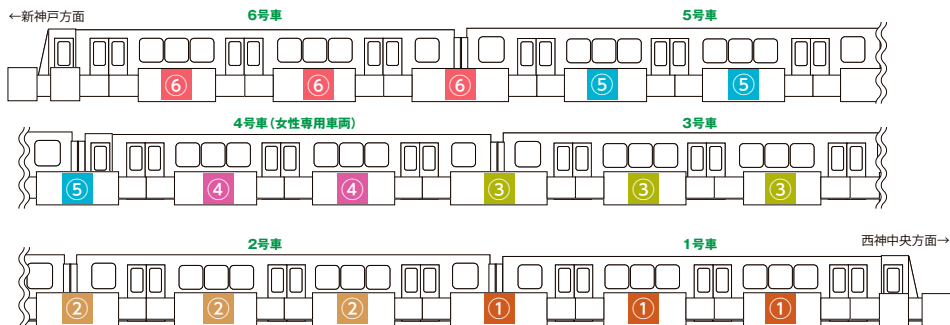 ←新神戸方面
6号車
5号車
⑥ ⑥ ⑥ ⑤ ⑤
4号車(女性専用車両)
3号車
⑤ ④ ④ ③ ③ ③
西神中央方面→
2号車
1号車
② ② ② ① ① ①